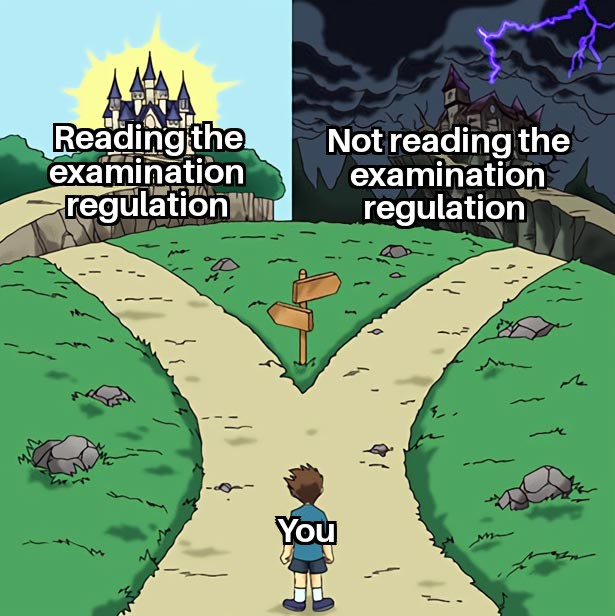 Reading the
examination
regulation
Not reading the
examination
regulation
You